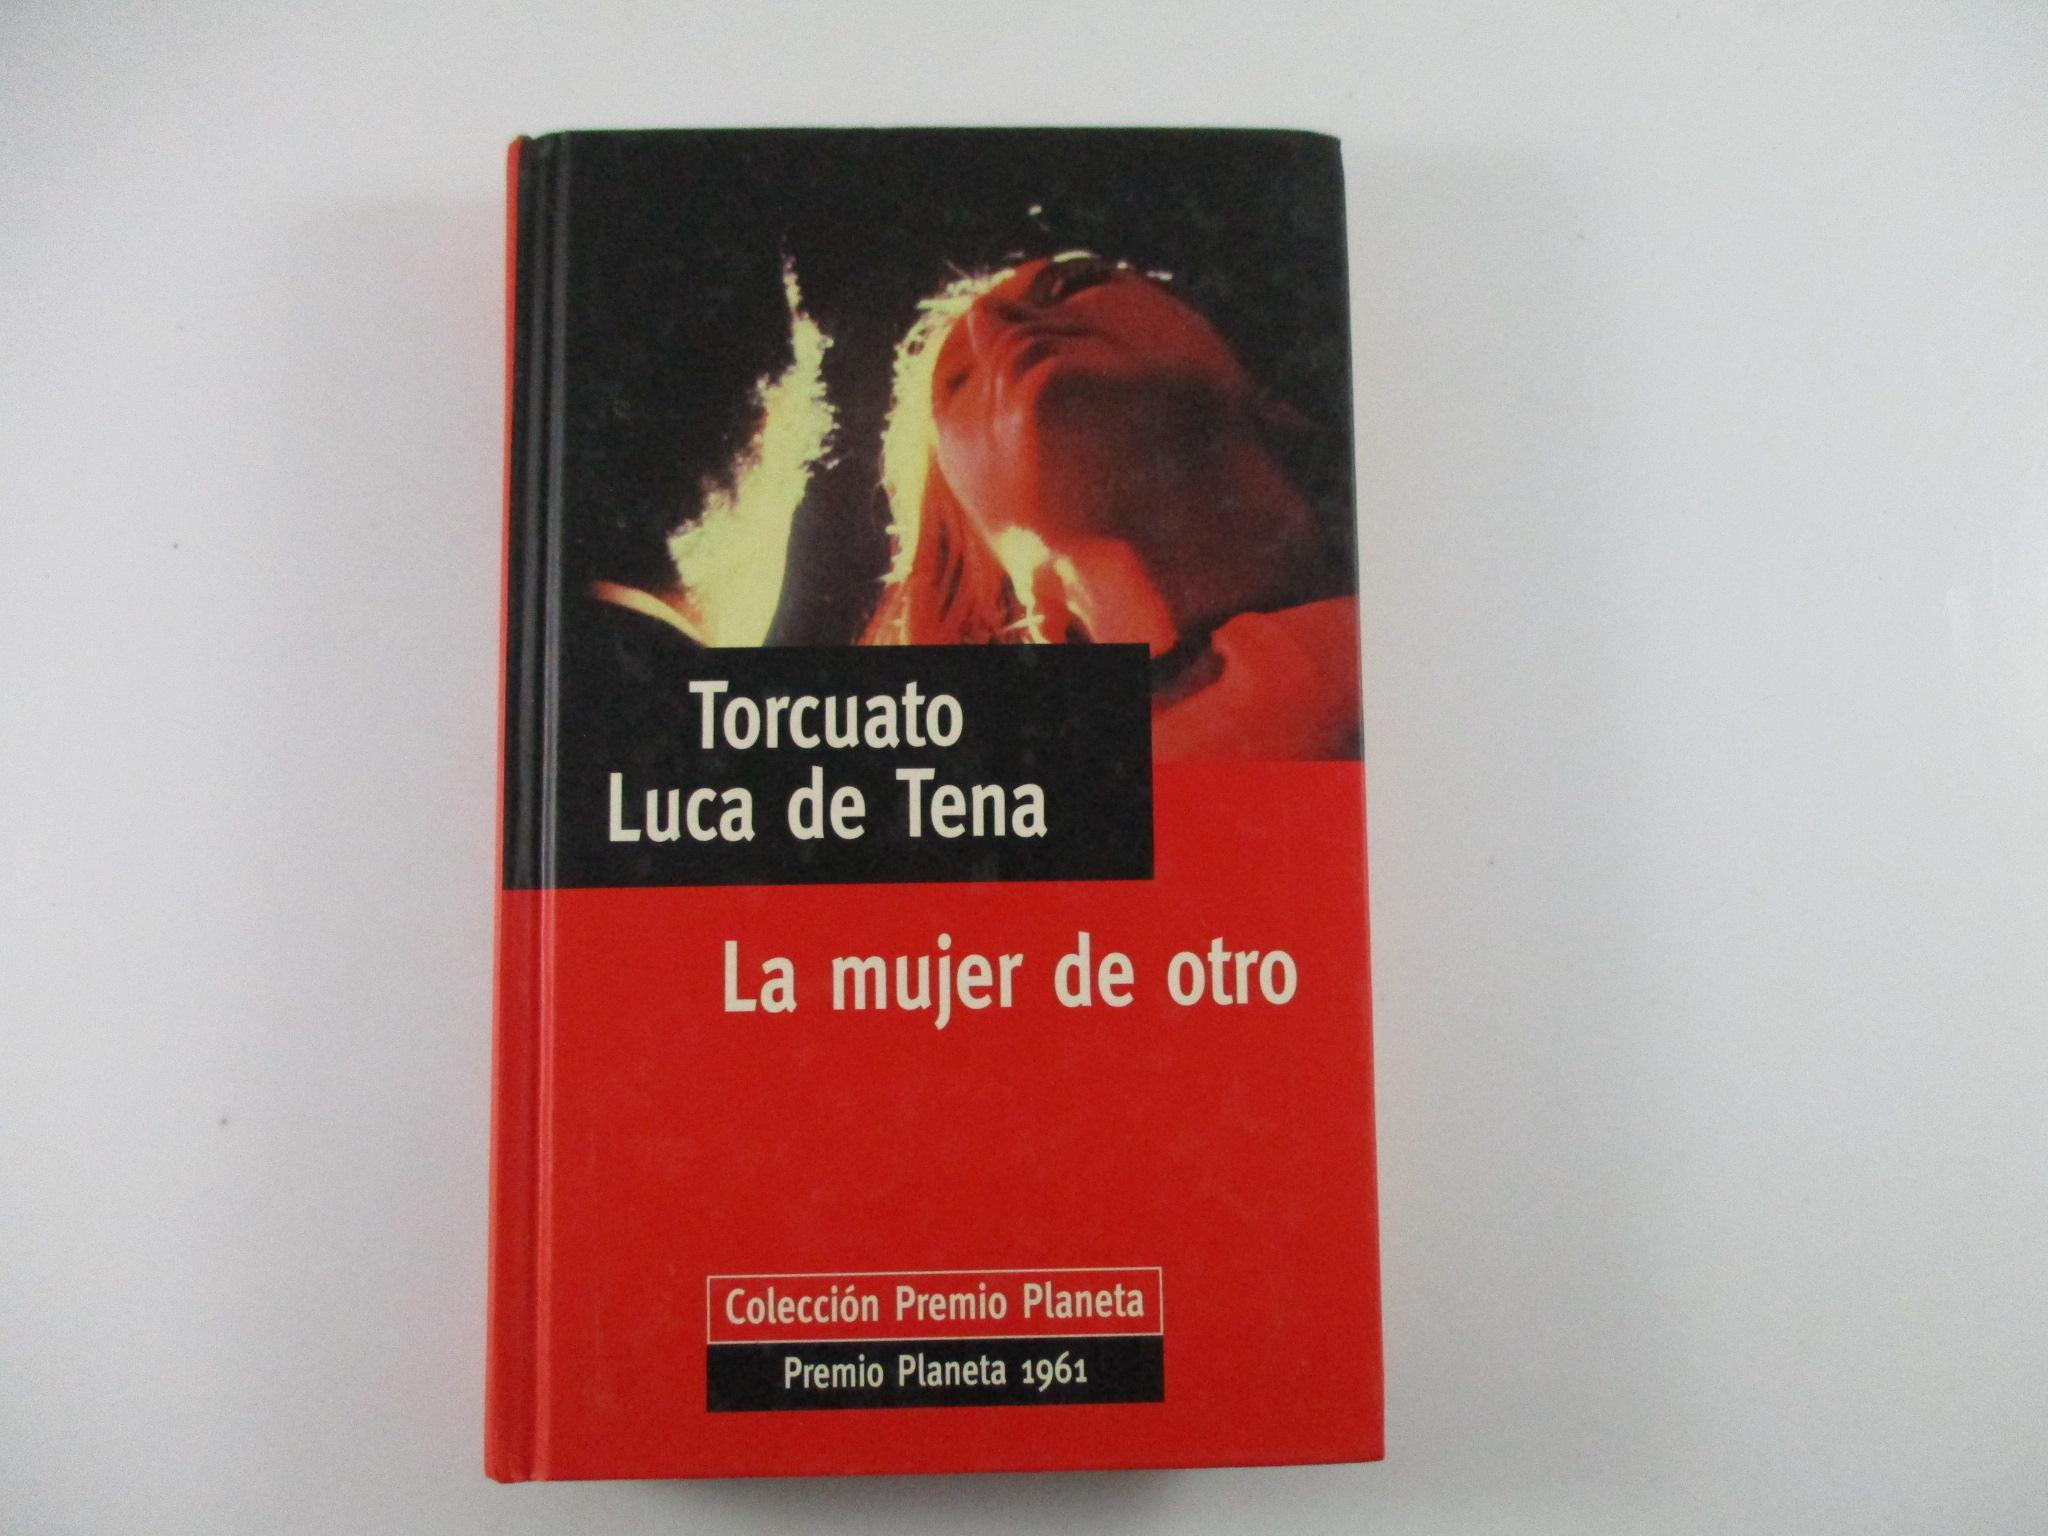 Torcuato
Luca de Tena
La mujer de otro
Colección Premio Planeta
Premio Planeta 1961